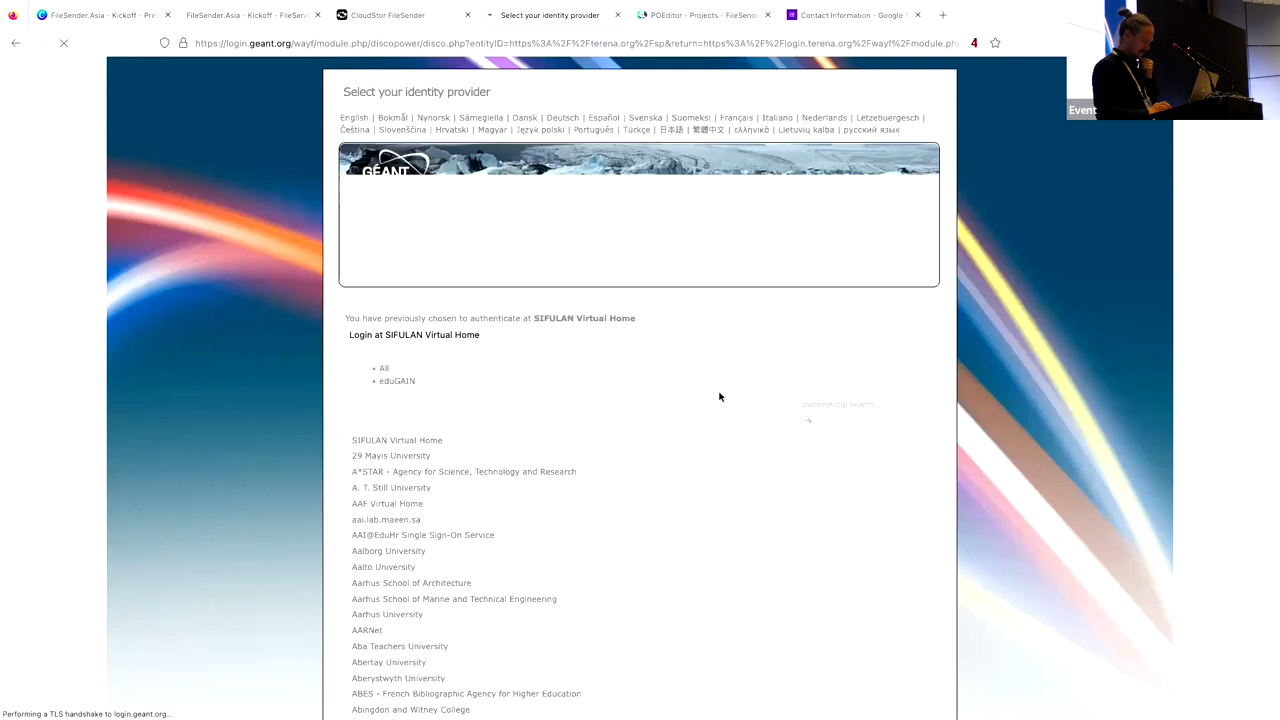 FileSender.Asia - Kickoff - Pres
FileSender.Asia - Kickoff - FileSend
CloudStor FileSender
Select your identity provider
POEditor - Projects - FileSend
Contact Information - Google F
https://login.geant.org/wayf/module.php/discopower/disco.php?entityID=https%3A%2F%2Fterena.org%2Fsp&return=https%3A%2F%2Flogin.terena.org%2Fwayf%2Fmodule.php
4
Event
Select your identity provider
English | Bokmål | Nynorsk | Sámegiella | Dansk | Deutsch | Español | Svenska | Suomeksi | Français | Italiano | Nederlands | Lëtzebuergesch |
Čeština | Slovenščina | Hrvatski | Magyar | Język polski | Português | Türkçe | 日本語 | 繁體中文 | ελληνικά | Lietuvių kalba | русский язык
GÉANT
You have previously chosen to authenticate at SIFULAN Virtual Home
Login at SIFULAN Virtual Home
All
eduGAIN
Incremental search...
SIFULAN Virtual Home
29 Mayis University
A*STAR - Agency for Science, Technology and Research
A. T. Still University
AAF Virtual Home
aai.lab.maeen.sa
AAI@EduHr Single Sign-On Service
Aalborg University
Aalto University
Aarhus School of Architecture
Aarhus School of Marine and Technical Engineering
Aarhus University
AARNet
Aba Teachers University
Abertay University
Aberystwyth University
ABES - French Bibliographic Agency for Higher Education
Abingdon and Witney College
Performing a TLS handshake to login.geant.org...